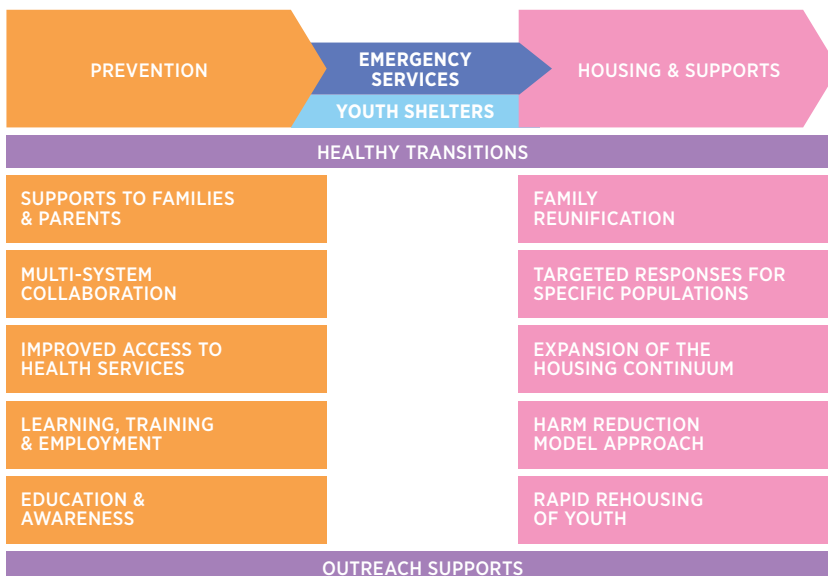 PREVENTION
EMERGENCY
SERVICES
YOUTH SHELTERS
HOUSING & SUPPORTS
HEALTHY TRANSITIONS
SUPPORTS TO FAMILIES
& PARENTS
FAMILY
REUNIFICATION
MULTI-SYSTEM
COLLABORATION
TARGETED RESPONSES FOR
SPECIFIC POPULATIONS
IMPROVED ACCESS TO
HEALTH SERVICES
EXPANSION OF THE
HOUSING CONTINUUM
LEARNING, TRAINING
& EMPLOYMENT
HARM REDUCTION
MODEL APPROACH
EDUCATION &
AWARENESS
RAPID REHOUSING
OF YOUTH
OUTREACH SUPPORTS